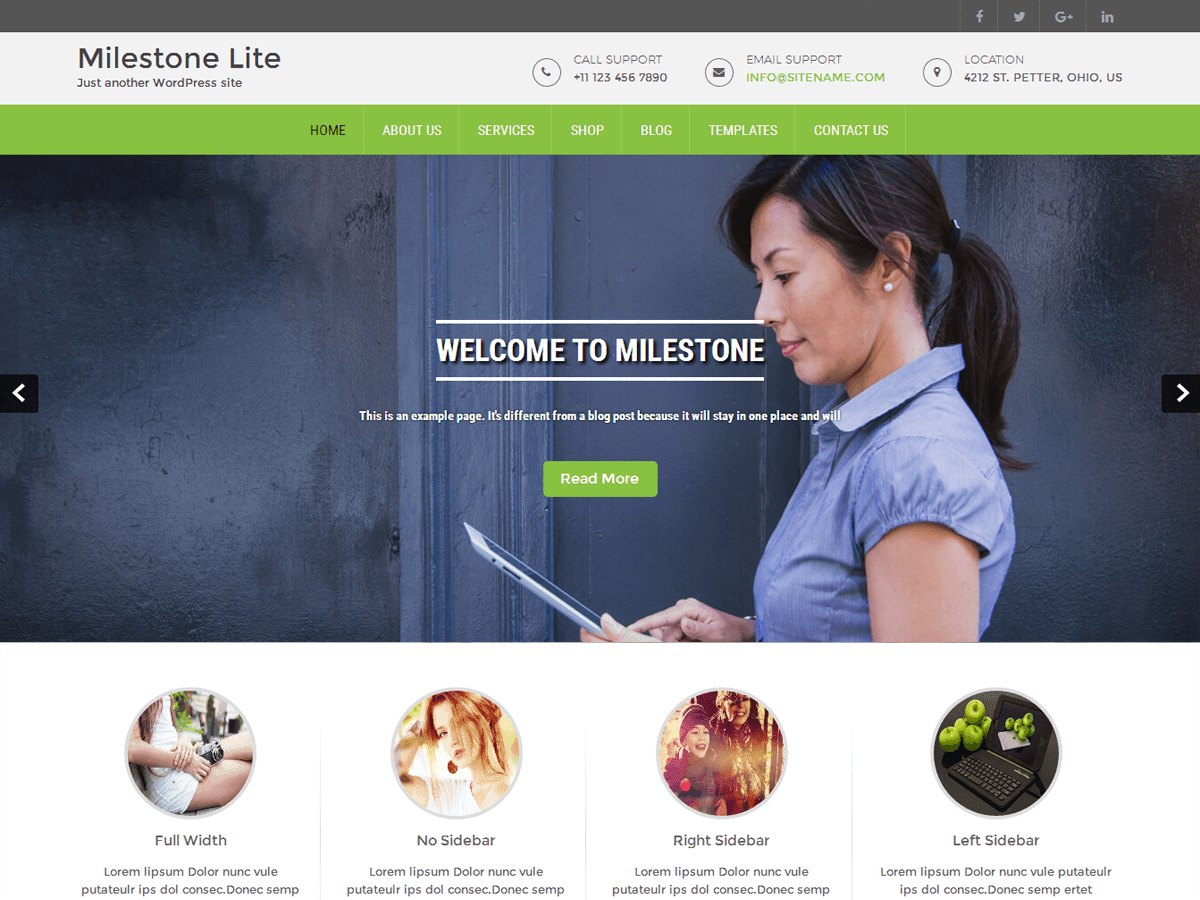 Milestone Lite
Just another WordPress site
CALL SUPPORT
+11 123 456 7890
EMAIL SUPPORT
INFO@SITENAME.COM
LOCATION
4212 ST. PETTER, OHIO, US
HOME ABOUT US SERVICES SHOP BLOG TEMPLATES CONTACT US
WELCOME TO MILESTONE
This is an example page. It's different from a blog post because it will stay in one place and will
Read More
Full Width
Lorem Iipsum Dolor nunc vule
putateulr ips dol consec.Donec semp
No Sidebar
Lorem Iipsum Dolor nunc vule
putateulr ips dol consec.Donec semp
Right Sidebar
Lorem Iipsum Dolor nunc vule
putateulr ips dol consec.Donec semp
Left Sidebar
Lorem Iipsum Dolor nunc vule putateulr
ips dol consec.Donec semp ertet